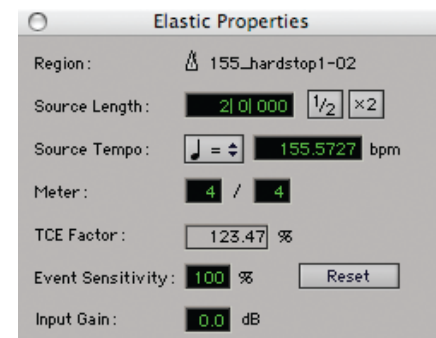 Elastic Properties
Region: 155_hardstop1-02
Source Length: 2| 0| 000 1/2 ×2
Source Tempo: ♩ = 155.5727 bpm
Meter: 4 / 4
TCE Factor: 123.47 %
Event Sensitivity: 100 % Reset
Input Gain: 0.0 dB